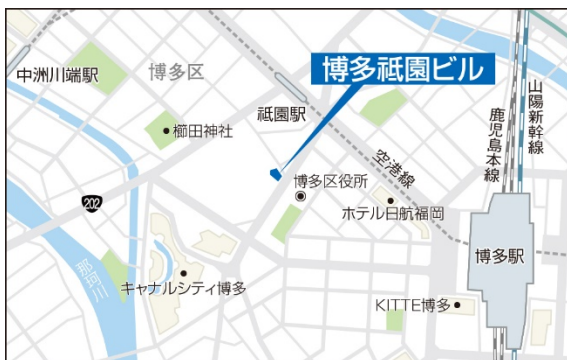 博多祇園ビル
中洲川端駅
博多区
祇園駅
櫛田神社
博多区役所
空港線
ホテル日航福岡
鹿児島本線
山陽新幹線
202
那珂川
キャナルシティ博多
博多駅
KITTE博多